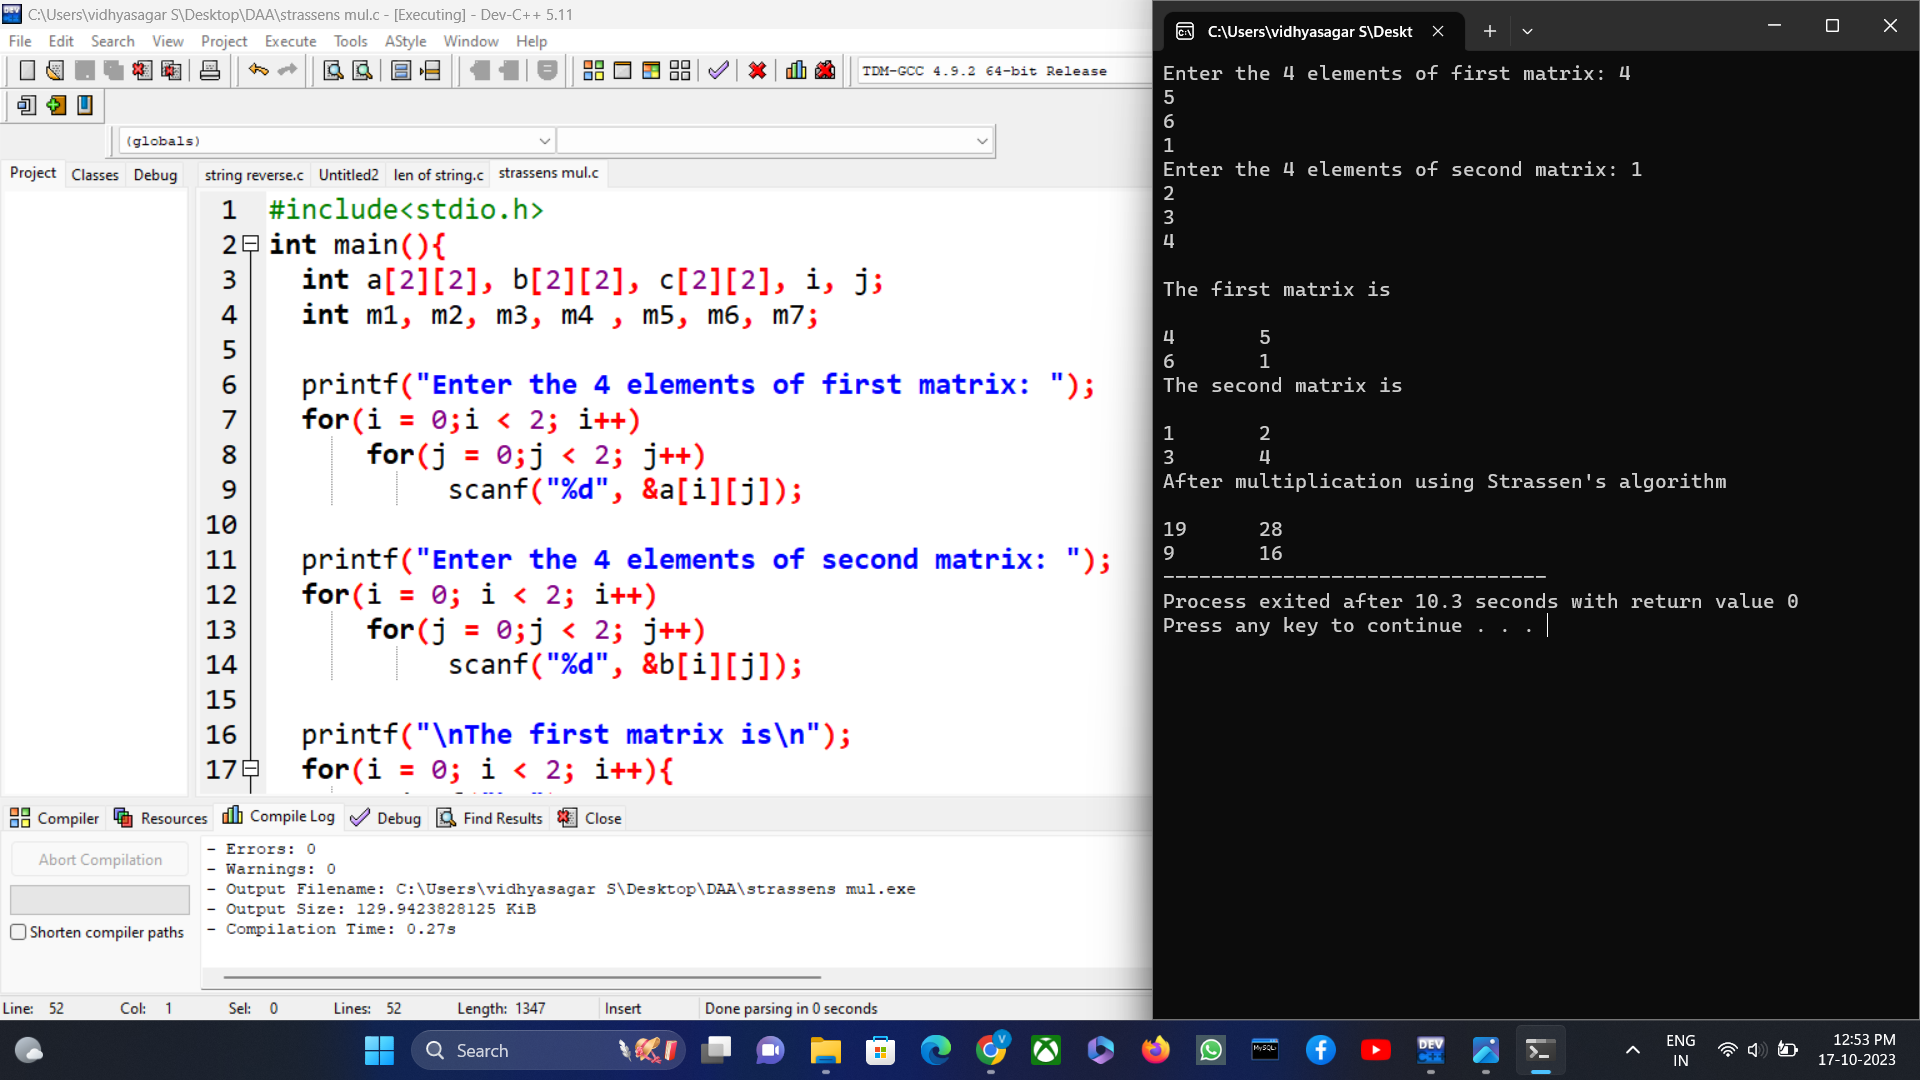 C:\Users\vidhyasagar S\Desktop\DAA\strassens mul.c - [Executing] - Dev-C++ 5.11
File Edit Search View Project Execute Tools AStyle Window Help
TDM-GCC 4.9.2 64-bit Release
(globals)
Project Classes Debug
string reverse.c Untitled2 len of string.c strassens mul.c
1 #include<stdio.h>
2 int main(){
3 int a[2][2], b[2][2], c[2][2], i, j;
4 int m1, m2, m3, m4 , m5, m6, m7;
5
6 printf("Enter the 4 elements of first matrix: ");
7 for(i = 0;i < 2; i++)
8 for(j = 0;j < 2; j++)
9 scanf("%d", &a[i][j]);
10
11 printf("Enter the 4 elements of second matrix: ");
12 for(i = 0; i < 2; i++)
13 for(j = 0;j < 2; j++)
14 scanf("%d", &b[i][j]);
15
16 printf("\nThe first matrix is\n");
17 for(i = 0; i < 2; i++){
Compiler Resources Compile Log Debug Find Results Close
Abort Compilation
Shorten compiler paths
- Errors: 0
- Warnings: 0
- Output Filename: C:\Users\vidhyasagar S\Desktop\DAA\strassens mul.exe
- Output Size: 129.9423828125 KiB
- Compilation Time: 0.27s
Line: 52 Col: 1 Sel: 0 Lines: 52 Length: 1347 Insert Done parsing in 0 seconds
C:\Users\vidhyasagar S\Deskt
Enter the 4 elements of first matrix: 4
5
6
1
Enter the 4 elements of second matrix: 1
2
3
4
The first matrix is
4 5
6 1
The second matrix is
1 2
3 4
After multiplication using Strassen's algorithm
19 28
9 16
--------------------------------
Process exited after 10.3 seconds with return value 0
Press any key to continue . . .
Search
V
MySQL
DEV
C++
ENG
IN
12:53 PM
17-10-2023